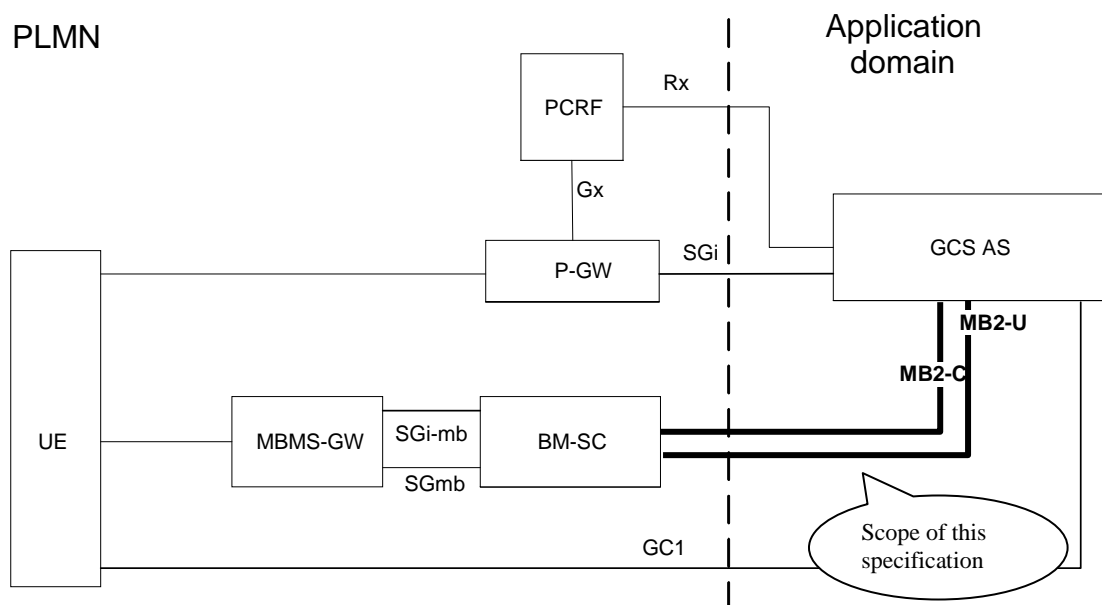 PLMN
Application
domain
Rx
PCRF
Gx
GCS AS
SGi
P-GW
MB2-U
MB2-C
UE
MBMS-GW
SGi-mb
BM-SC
SGmb
Scope of this
specification
GC1